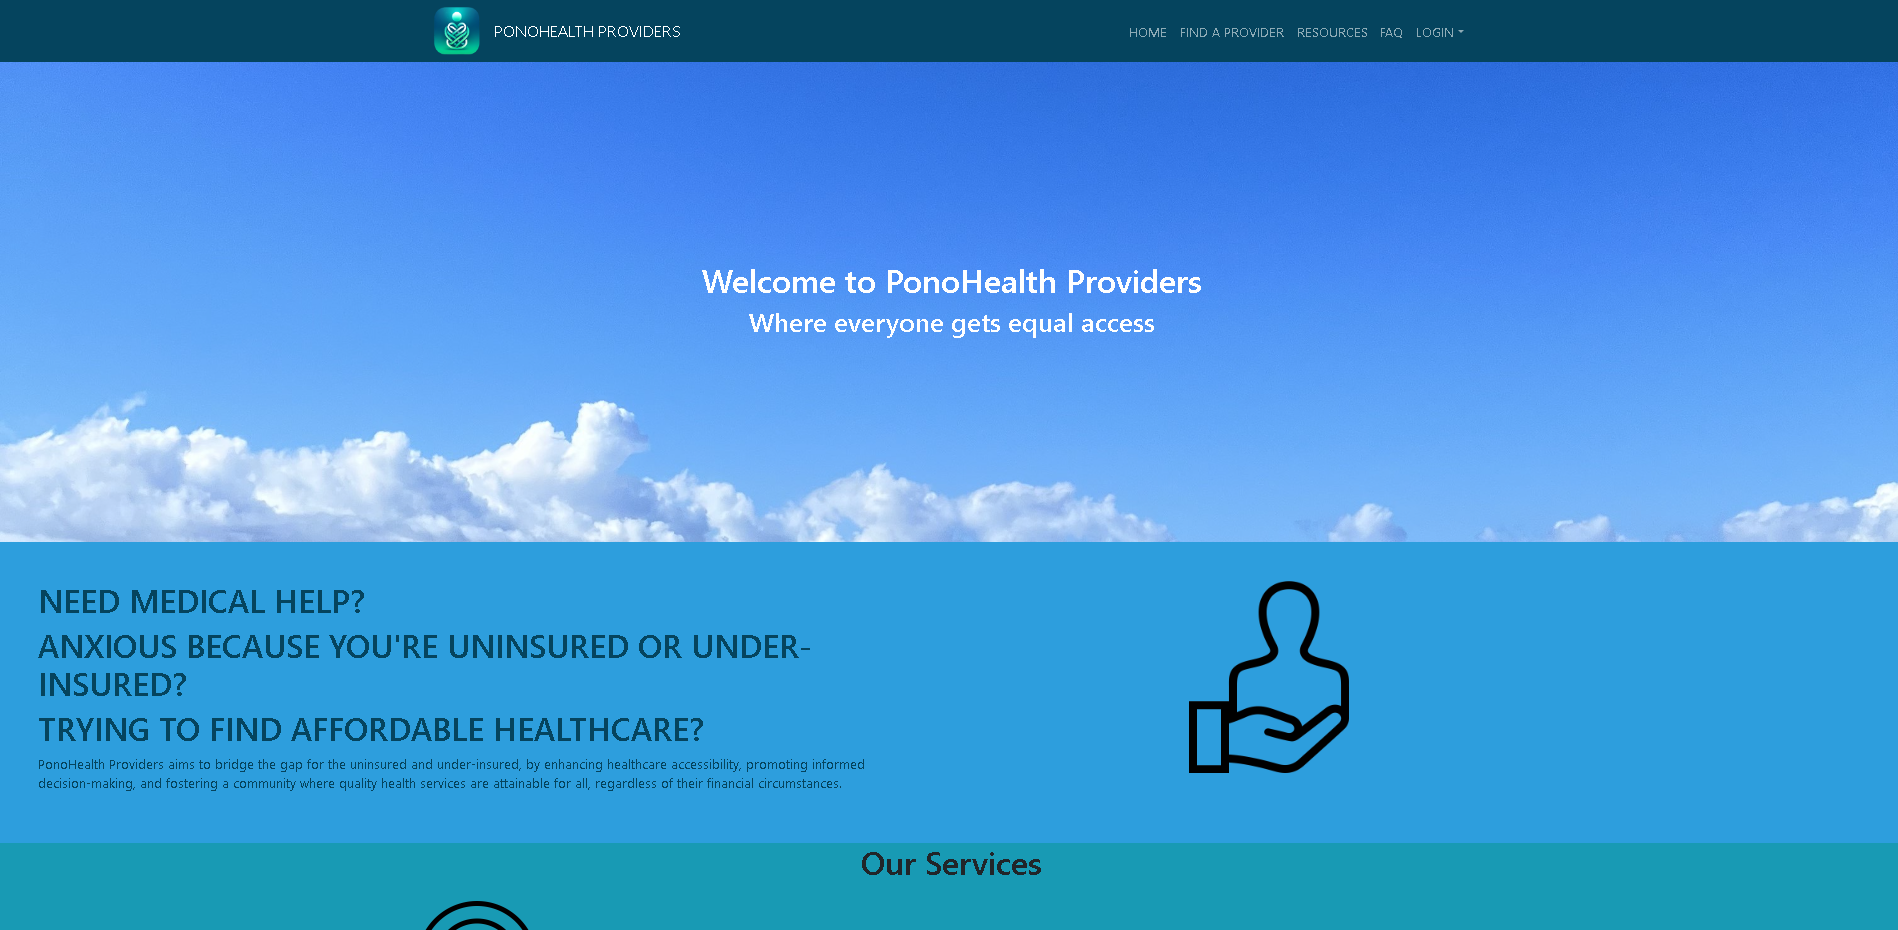 PONOHEALTH PROVIDERS
HOME FIND A PROVIDER RESOURCES FAQ LOGIN
Welcome to PonoHealth Providers
Where everyone gets equal access
NEED MEDICAL HELP?
ANXIOUS BECAUSE YOU'RE UNINSURED OR UNDER-
INSURED?
TRYING TO FIND AFFORDABLE HEALTHCARE?
PonoHealth Providers aims to bridge the gap for the uninsured and under-insured, by enhancing healthcare accessibility, promoting informed
decision-making, and fostering a community where quality health services are attainable for all, regardless of their financial circumstances.
Our Services